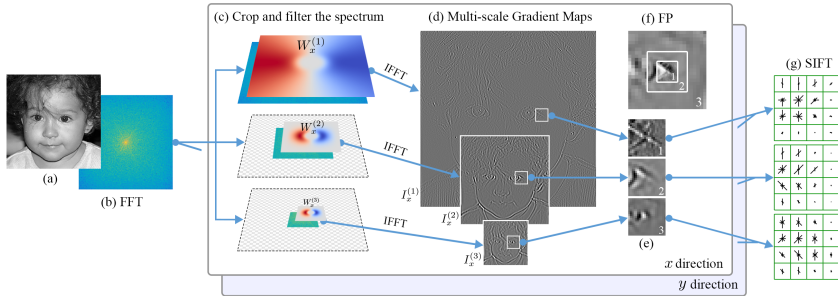 (c) Crop and filter the spectrum
(d) Multi-scale Gradient Maps
(f) FP
(g) SIFT
W_x^(1)
IFFT
1
2
3
W_x^(2)
IFFT
1
(a)
(b) FFT
I_x^(1)
2
W_x^(3)
IFFT
I_x^(2)
3
I_x^(3)
(e)
x direction
y direction